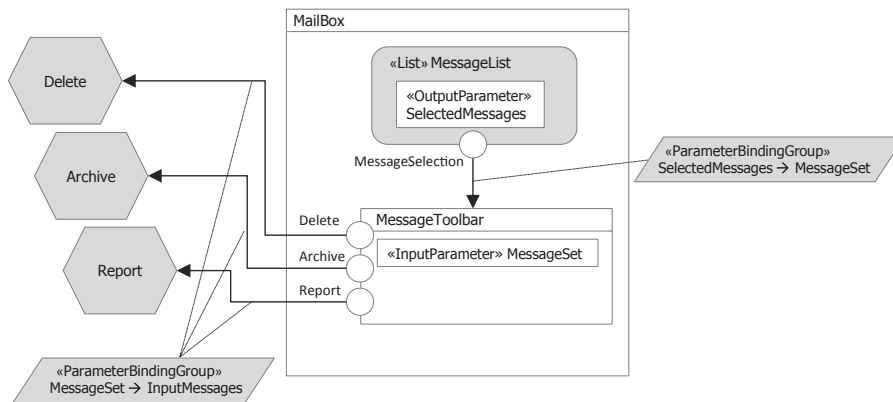 MailBox
«List» MessageList
«OutputParameter»
SelectedMessages
MessageSelection
«ParameterBindingGroup»
SelectedMessages → MessageSet
Delete
Archive
Report
Delete
Archive
Report
MessageToolbar
«InputParameter» MessageSet
«ParameterBindingGroup»
MessageSet → InputMessages